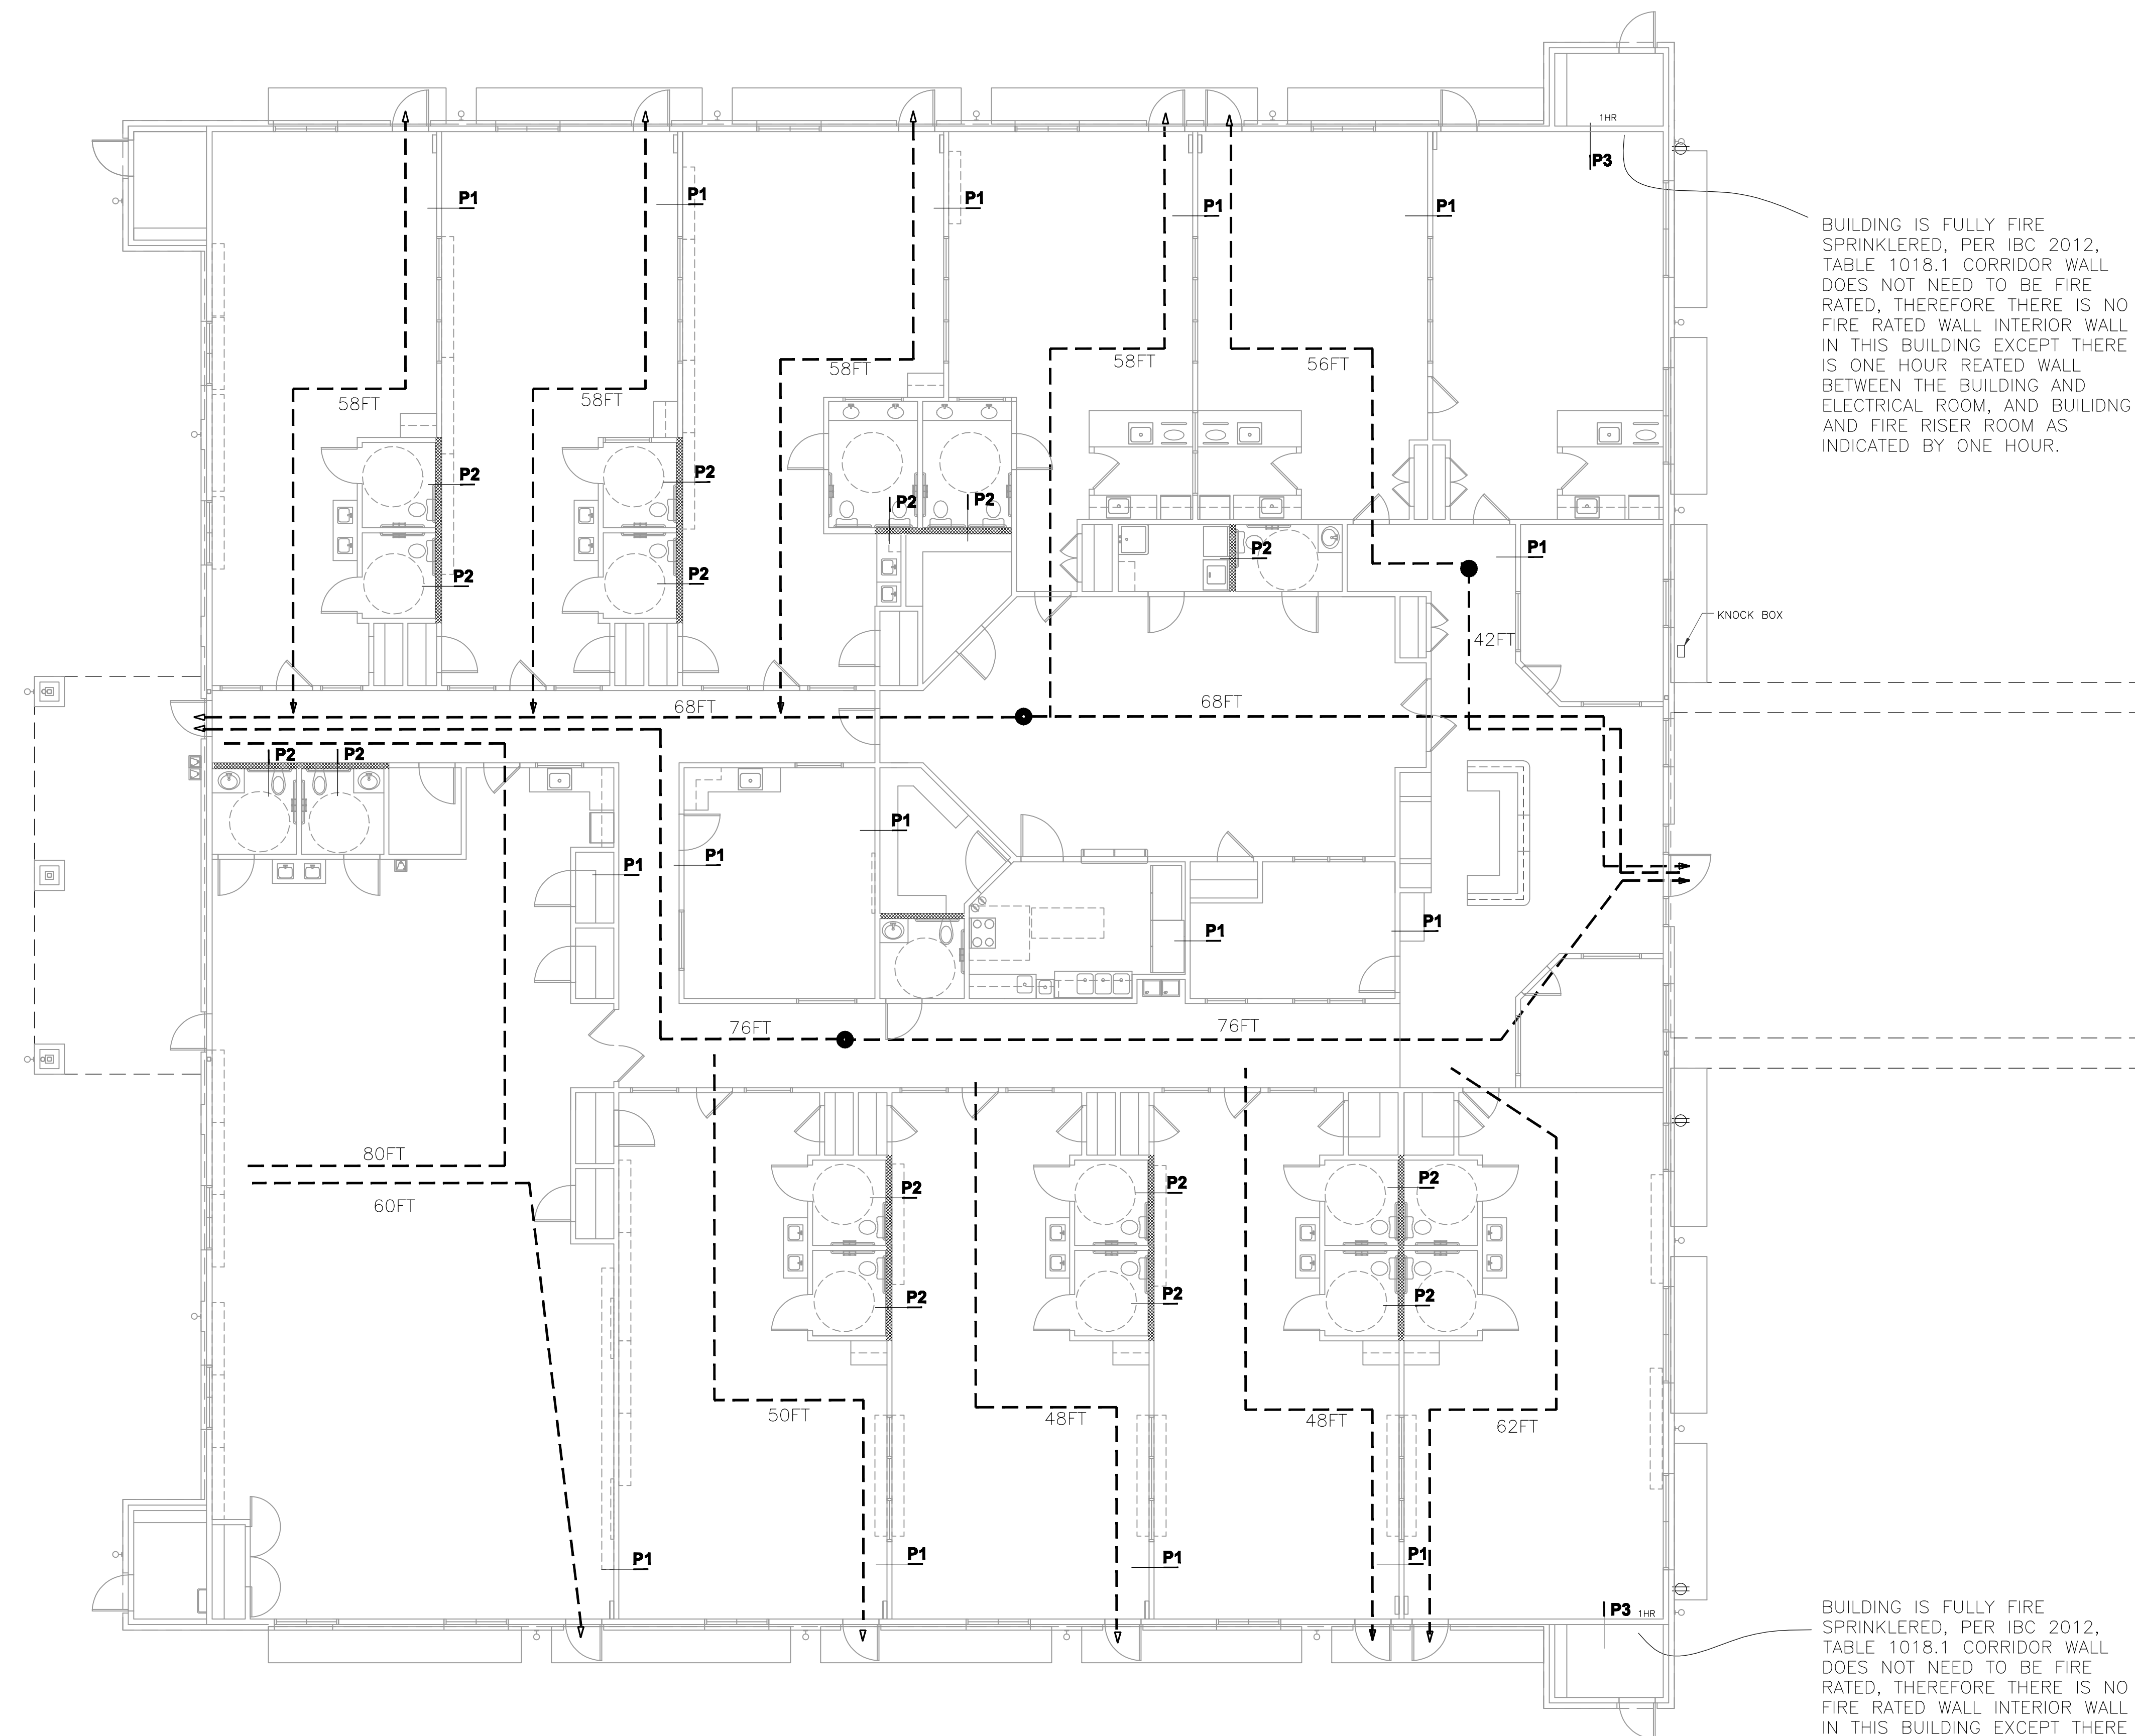 1HR
P3
P1
P1
P1
P1
P1
BUILDING IS FULLY FIRE
SPRINKLERED, PER IBC 2012,
TABLE 1018.1 CORRIDOR WALL
DOES NOT NEED TO BE FIRE
RATED, THEREFORE THERE IS NO
FIRE RATED WALL INTERIOR WALL
IN THIS BUILDING EXCEPT THERE
IS ONE HOUR REATED WALL
BETWEEN THE BUILDING AND
ELECTRICAL ROOM, AND BUILIDNG
AND FIRE RISER ROOM AS
INDICATED BY ONE HOUR.
58FT
58FT
58FT
58FT
56FT
P2
P2
P2
P2
P2
P2
P2
P1
KNOCK BOX
42FT
68FT
68FT
P2
P2
P1
P1
P1
P1
P1
76FT
76FT
80FT
60FT
P2
P2
P2
P2
P2
P2
50FT
48FT
48FT
62FT
P1
P1
P1
P1
P3
1HR
BUILDING IS FULLY FIRE
SPRINKLERED, PER IBC 2012,
TABLE 1018.1 CORRIDOR WALL
DOES NOT NEED TO BE FIRE
RATED, THEREFORE THERE IS NO
FIRE RATED WALL INTERIOR WALL
IN THIS BUILDING EXCEPT THERE